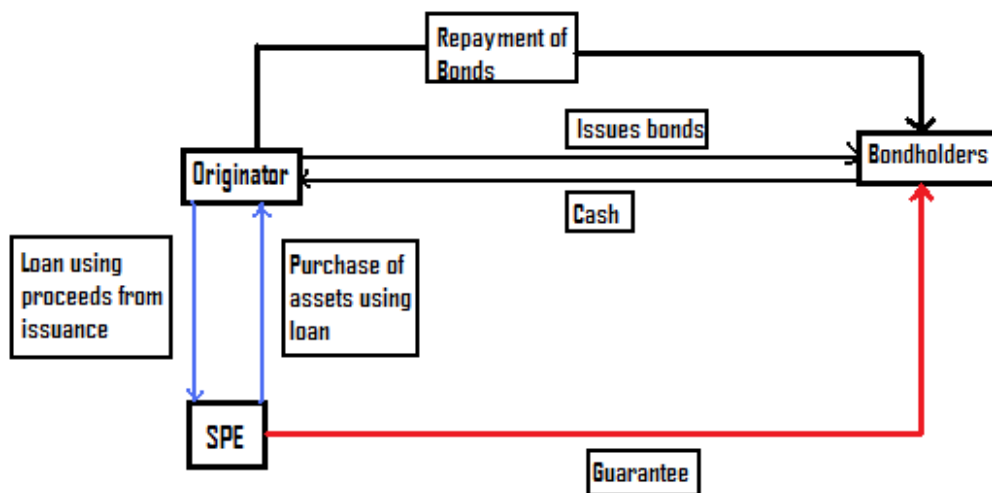 Repayment of
Bonds
Issues bonds
Originator
Bondholders
Cash
Loan using
proceeds from
issuance
Purchase of
assets using
loan
SPE
Guarantee